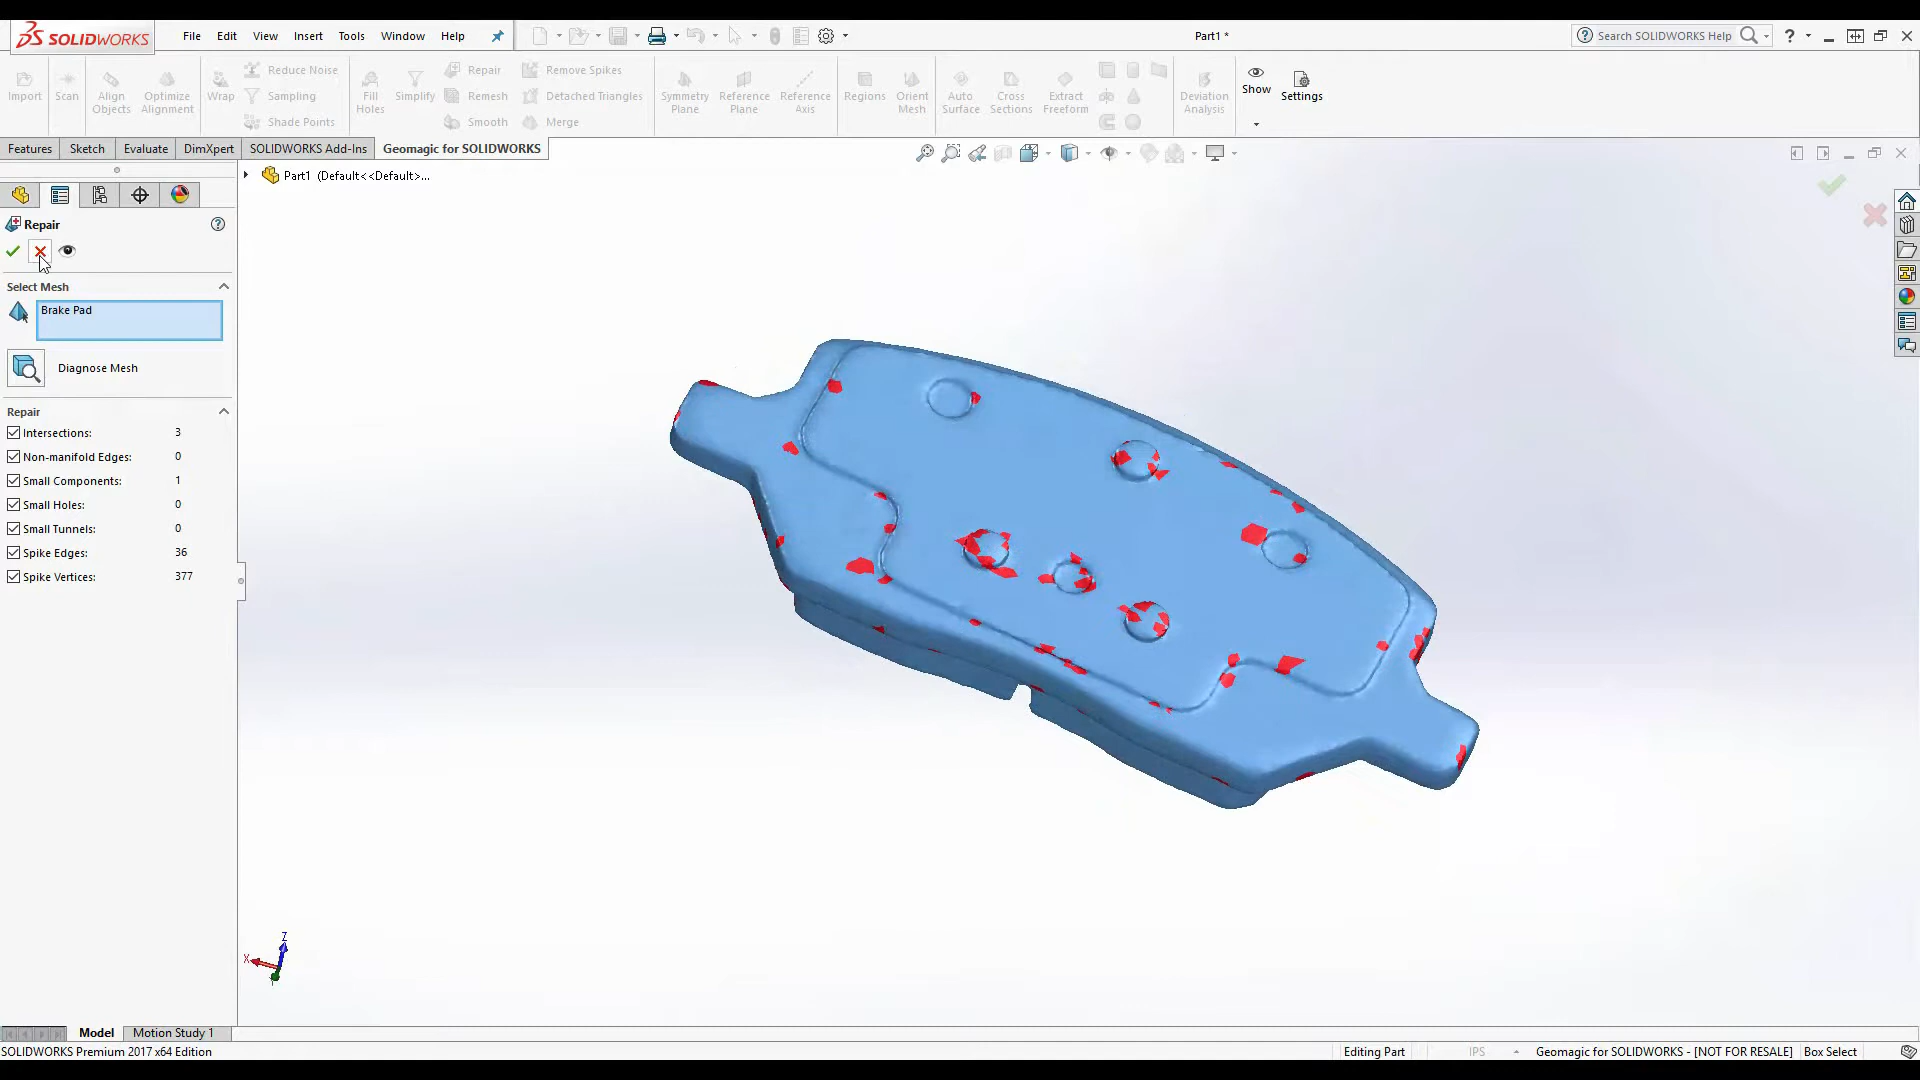 SOLIDWORKS
File Edit View Insert Tools Window Help
Part1 *
Search SOLIDWORKS Help
Import
Scan
Align Objects
Optimize Alignment
Wrap
Reduce Noise
Sampling
Shade Points
Fill Holes
Simplify
Repair
Remesh
Smooth
Remove Spikes
Detached Triangles
Merge
Symmetry Plane
Reference Plane
Reference Axis
Regions
Orient Mesh
Auto Surface
Cross Sections
Extract Freeform
Deviation Analysis
Show
Settings
Features Sketch Evaluate DimXpert SOLIDWORKS Add-Ins Geomagic for SOLIDWORKS
Part1 (Default<<Default>...
Repair
Select Mesh
Brake Pad
Diagnose Mesh
Repair
Intersections: 3
Non-manifold Edges: 0
Small Components: 1
Small Holes: 0
Small Tunnels: 0
Spike Edges: 36
Spike Vertices: 377
Z
X
Y
Model Motion Study 1
SOLIDWORKS Premium 2017 x64 Edition
Editing Part IPS Geomagic for SOLIDWORKS - [NOT FOR RESALE] Box Select